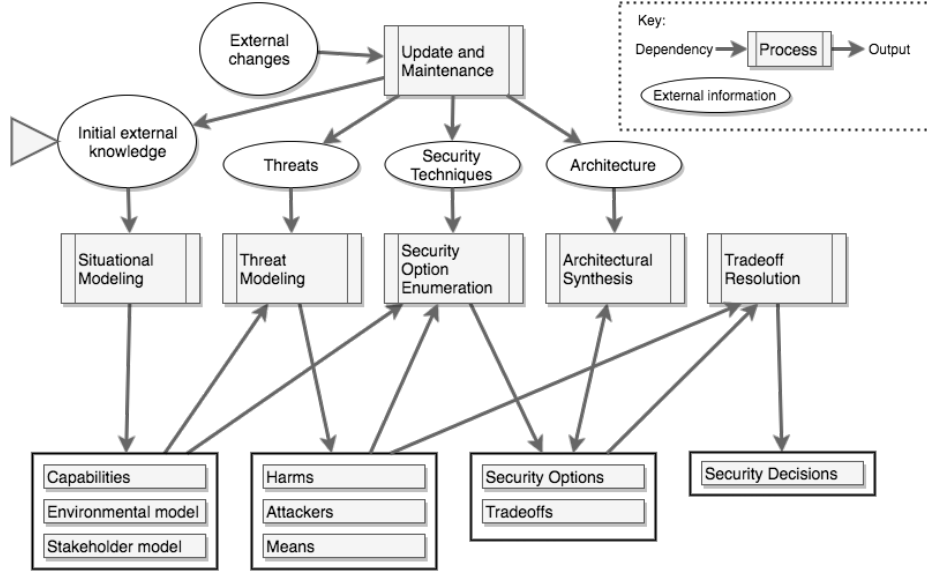 External
changes
Update and
Maintenance
Key:
Dependency
Process
Output
External information
Initial external
knowledge
Threats
Security
Techniques
Architecture
Situational
Modeling
Threat
Modeling
Security
Option
Enumeration
Architectural
Synthesis
Tradeoff
Resolution
Capabilities
Environmental model
Stakeholder model
Harms
Attackers
Means
Security Options
Tradeoffs
Security Decisions